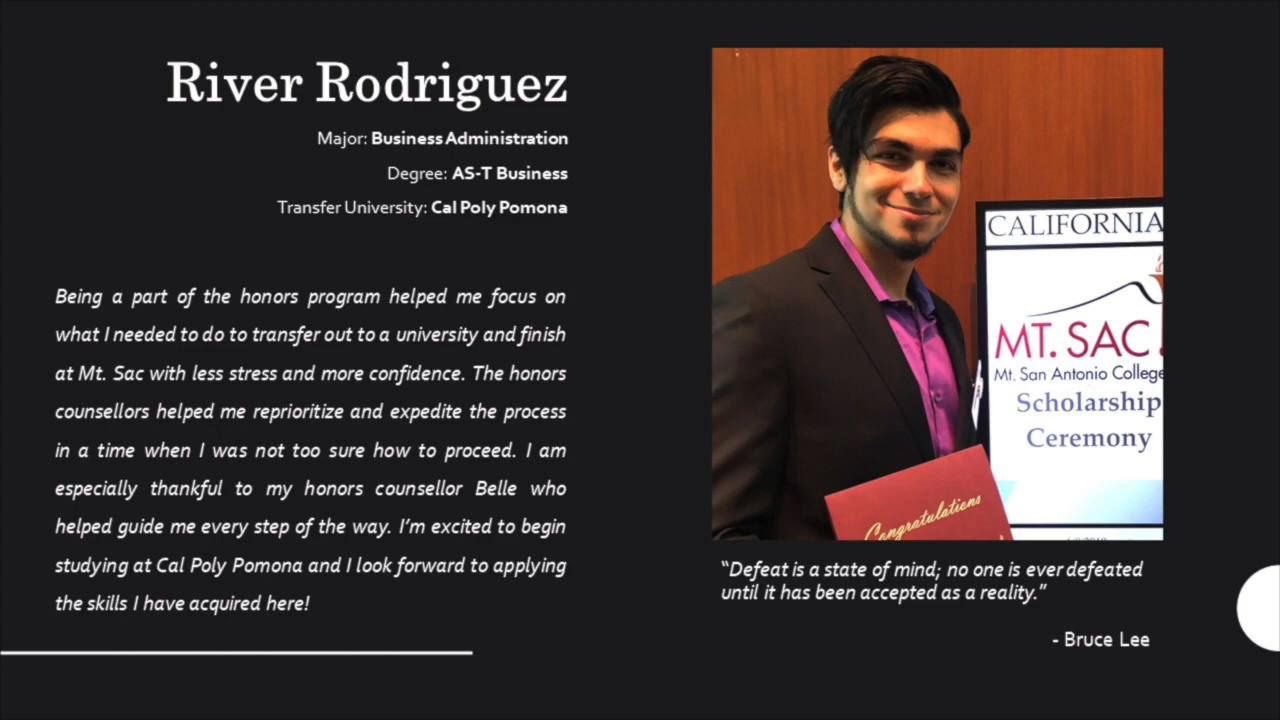 River Rodriguez
Major: Business Administration
Degree: AS-T Business
Transfer University: Cal Poly Pomona
Being a part of the honors program helped me focus on
what I needed to do to transfer out to a university and finish
at Mt. Sac with less stress and more confidence. The honors
counsellors helped me reprioritize and expedite the process
in a time when I was not too sure how to proceed. I am
especially thankful to my honors counsellor Belle who
helped guide me every step of the way. I’m excited to begin
studying at Cal Poly Pomona and I look forward to applying
the skills I have acquired here!
CALIFORNIA
MT. SAC
Mt. San Antonio College
Scholarship
Ceremony
Congratulations
“Defeat is a state of mind; no one is ever defeated
until it has been accepted as a reality.”
- Bruce Lee